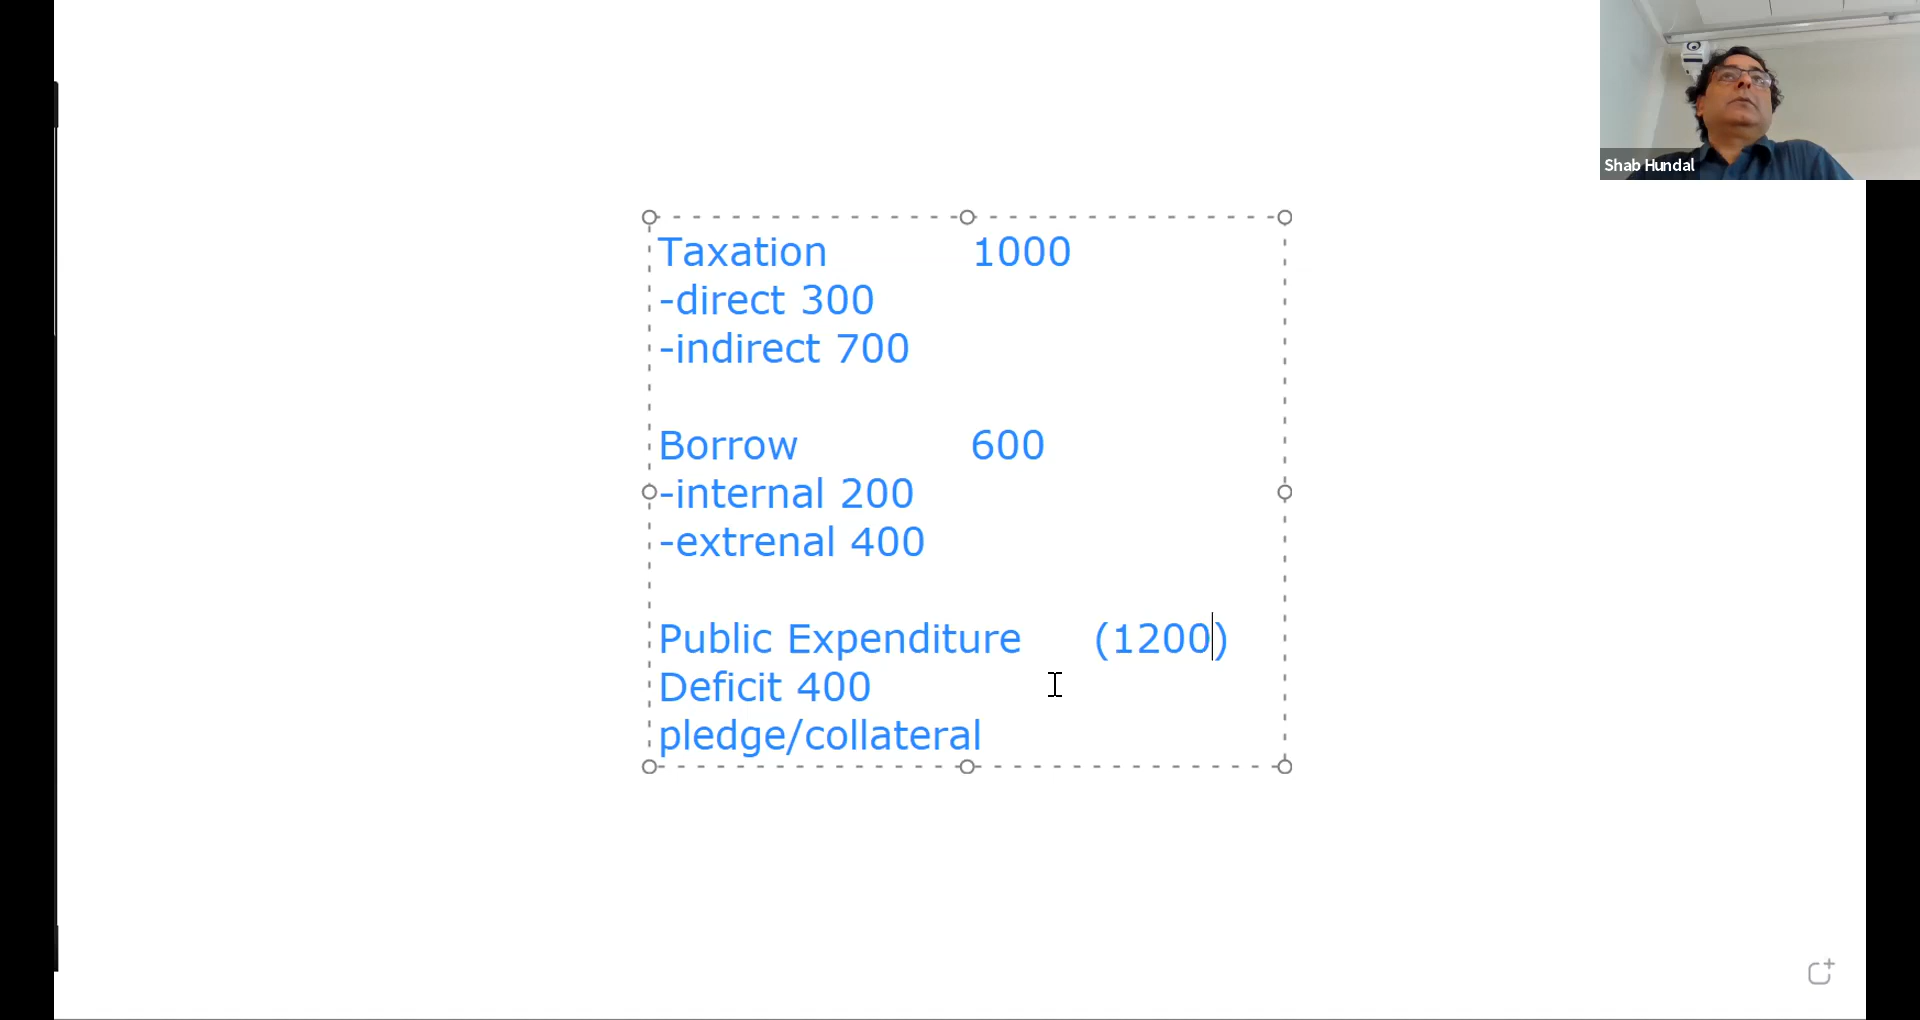 Shab Hundal
Taxation 1000
-direct 300
-indirect 700
Borrow 600
-internal 200
-extrenal 400
Public Expenditure (1200)
Deficit 400
pledge/collateral